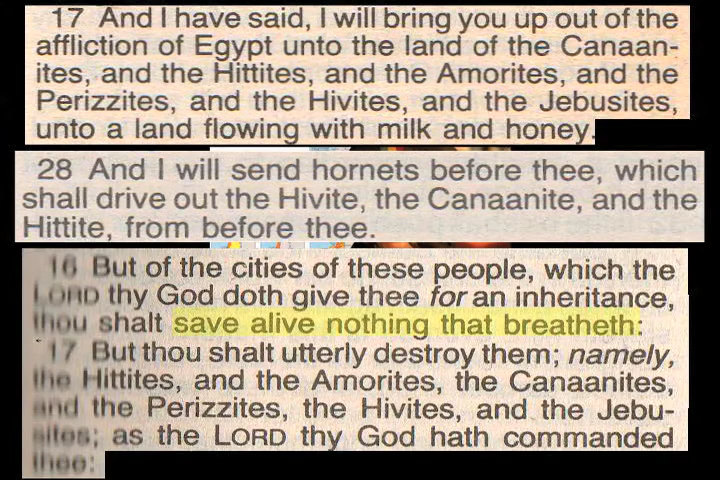 17 And I have said, I will bring you up out of the
affliction of Egypt unto the land of the Canaan-
ites, and the Hittites, and the Amorites, and the
Perizzites, and the Hivites, and the Jebusites,
unto a land flowing with milk and honey.
28 And I will send hornets before thee, which
shall drive out the Hivite, the Canaanite, and the
Hittite, from before thee.
16 But of the cities of these people, which the
LORD thy God doth give thee for an inheritance,
thou shalt save alive nothing that breatheth:
17 But thou shalt utterly destroy them; namely,
the Hittites, and the Amorites, the Canaanites,
and the Perizzites, the Hivites, and the Jebu-
sites; as the LORD thy God hath commanded
thee: